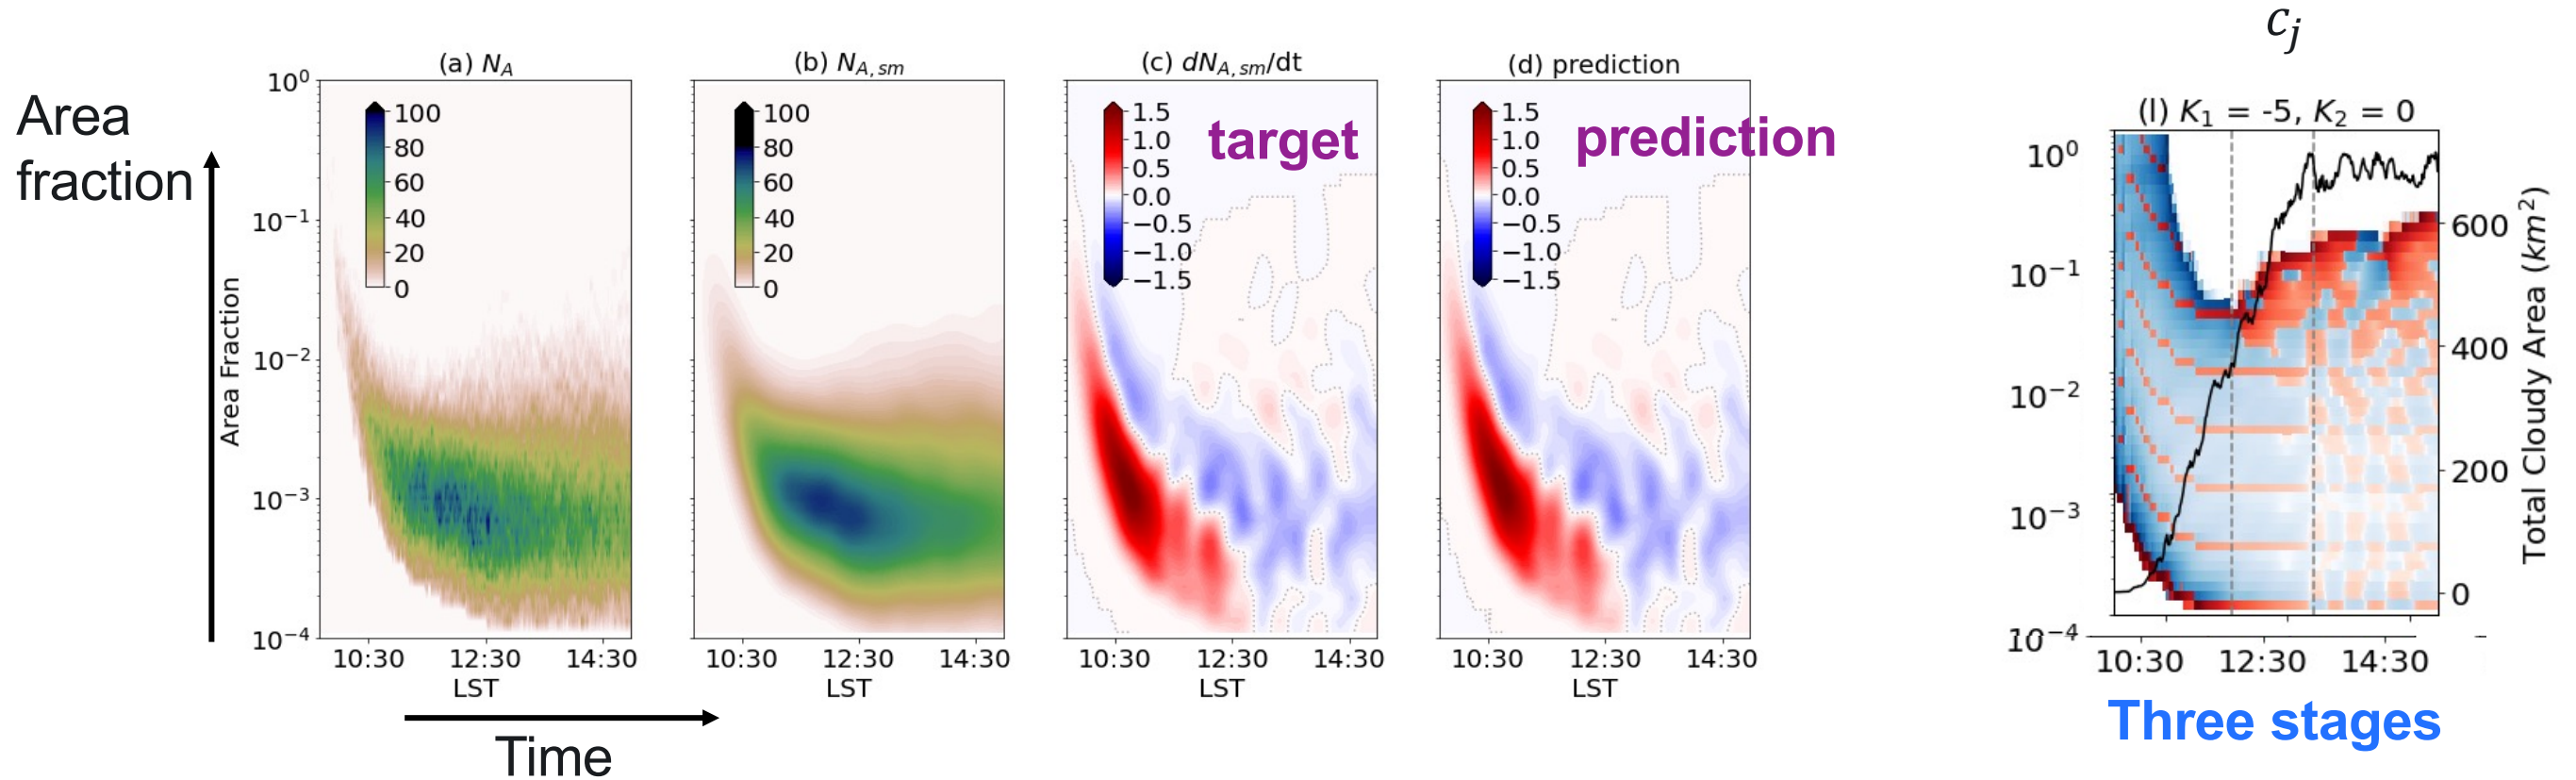 Area
fraction
Time
(a) N_A
10^0
10^-1
10^-2
10^-3
10^-4
Area Fraction
100
80
60
40
20
0
10:30 12:30 14:30
LST
(b) N_A,sm
100
80
60
40
20
0
10:30 12:30 14:30
LST
(c) dN_A,sm/dt
target
1.5
1.0
0.5
0.0
−0.5
−1.0
−1.5
10:30 12:30 14:30
LST
(d) prediction
prediction
1.5
1.0
0.5
0.0
−0.5
−1.0
−1.5
10:30 12:30 14:30
LST
c_j
(l) K_1 = -5, K_2 = 0
10^0
10^-1
10^-2
10^-3
10^-4
600
400
200
0
Total Cloudy Area (km^2)
10:30 12:30 14:30
Three stages